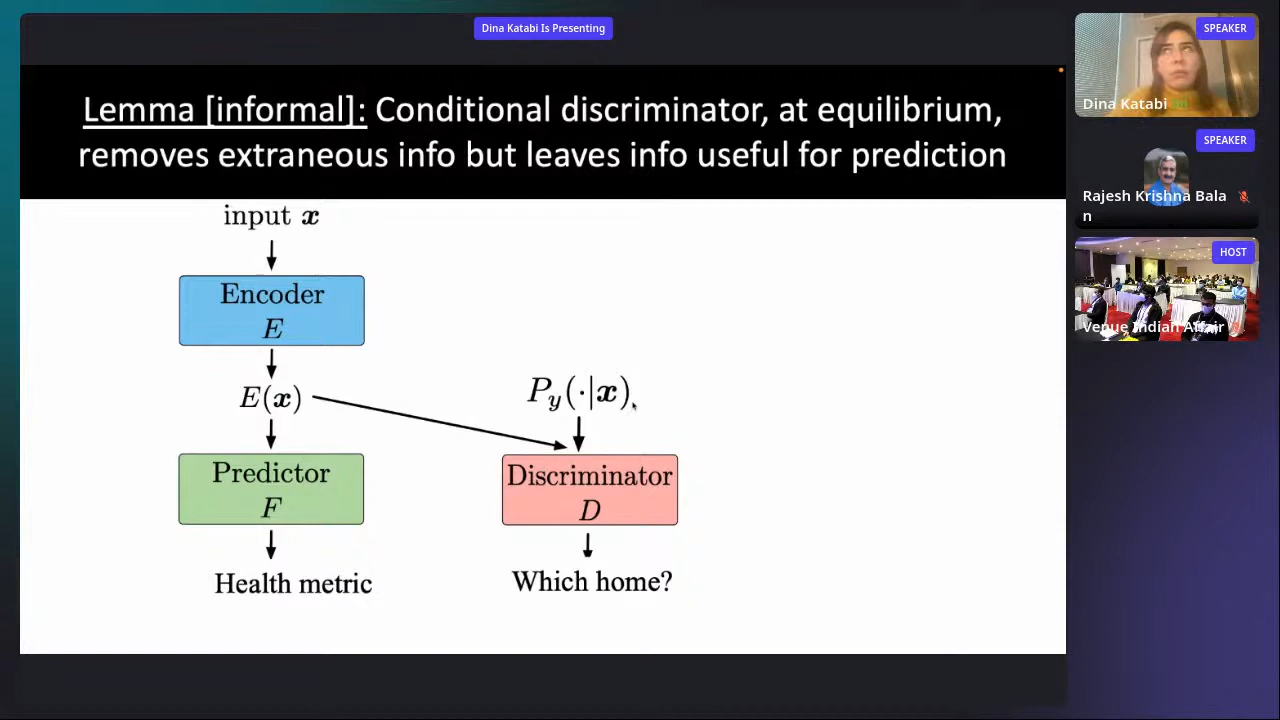 Dina Katabi Is Presenting
Lemma [informal]: Conditional discriminator, at equilibrium,
removes extraneous info but leaves info useful for prediction
input x
Encoder
E
E(x)
P_y(·|x)
Predictor
F
Discriminator
D
Health metric
Which home?
SPEAKER
Dina Katabi
SPEAKER
Rajesh Krishna Bala
n
HOST
Venue Indian Affair